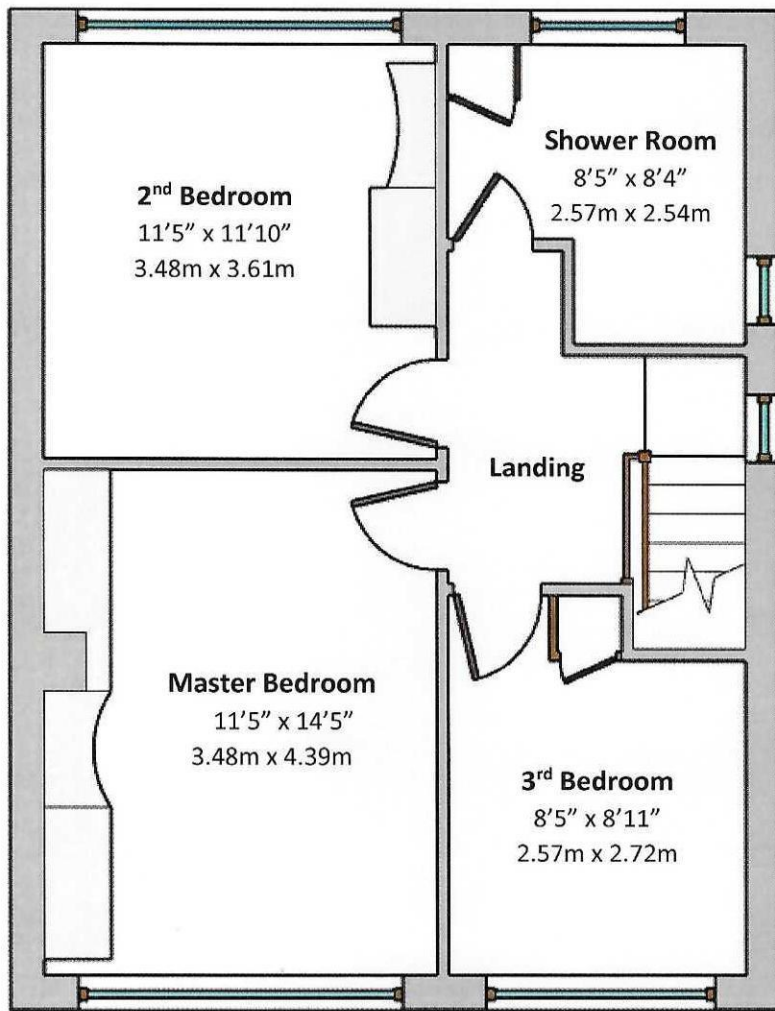 Shower Room
8’5” x 8’4”
2.57m x 2.54m
2nd Bedroom
11’5” x 11’10”
3.48m x 3.61m
Landing
Master Bedroom
11’5” x 14’5”
3.48m x 4.39m
3rd Bedroom
8’5” x 8’11”
2.57m x 2.72m